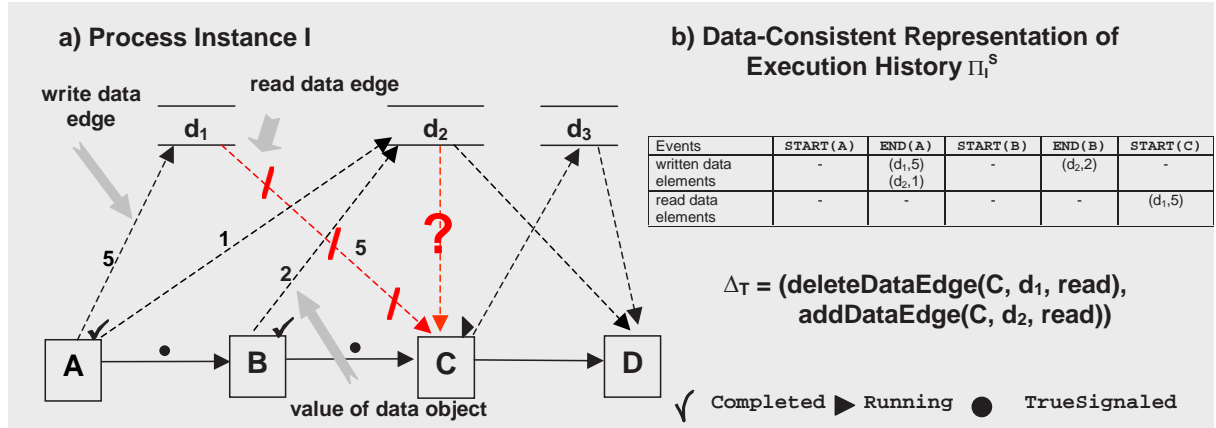 a) Process Instance I
write data
edge
read data edge
d1
d2
d3
5
1
2
5
?
A
B
C
D
value of data object
b) Data-Consistent Representation of
Execution History ΠI^S
Events START(A) END(A) START(B) END(B) START(C)
written data elements - (d1,5) (d2,1) - (d2,2) -
read data elements - - - - (d1,5)
ΔT = (deleteDataEdge(C, d1, read),
addDataEdge(C, d2, read))
Completed Running TrueSignaled